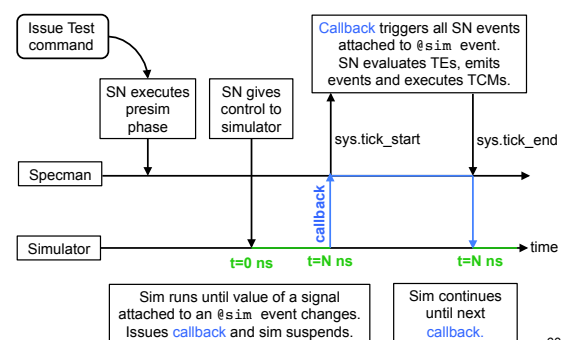 Issue Test
command
Callback triggers all SN events
attached to @sim event.
SN evaluates TEs, emits
events and executes TCMs.
SN executes
presim
phase
SN gives
control to
simulator
sys.tick_start
sys.tick_end
Specman
callback
Simulator
time
t=0 ns
t=N ns
t=N ns
Sim runs until value of a signal
attached to an @sim event changes.
Issues callback and sim suspends.
Sim continues
until next
callback.